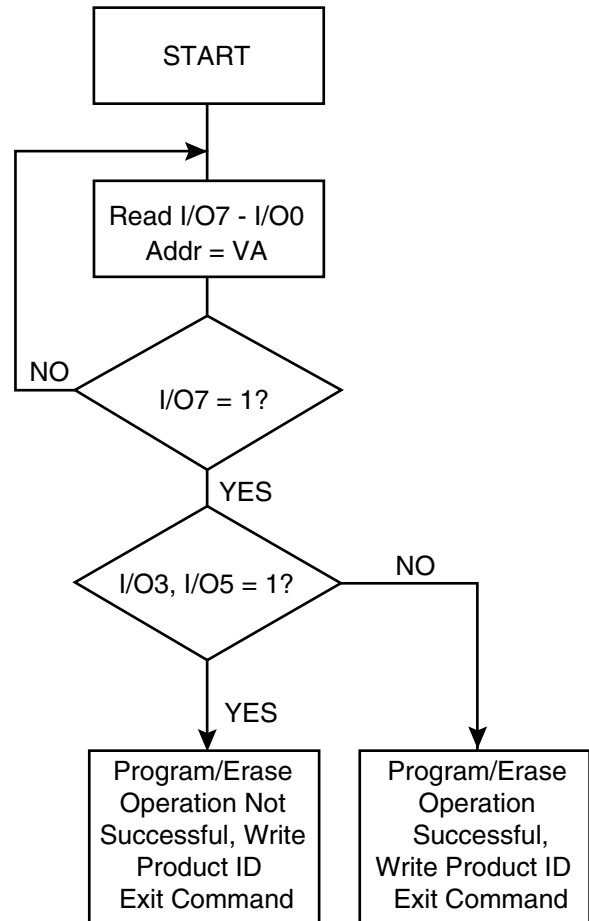 START
Read I/O7 - I/O0
Addr = VA
NO
I/O7 = 1?
YES
I/O3, I/O5 = 1?
NO
YES
Program/Erase
Operation Not
Successful, Write
Product ID
Exit Command
Program/Erase
Operation
Successful,
Write Product ID
Exit Command